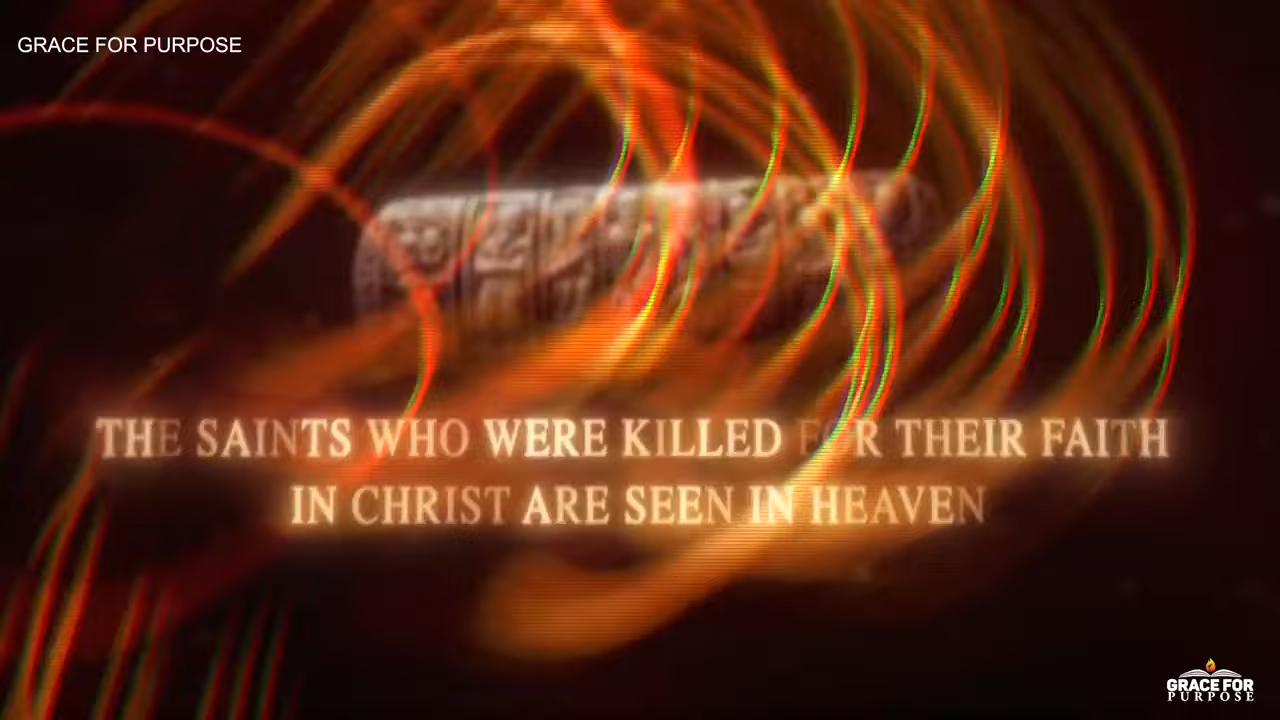 GRACE FOR PURPOSE
THE SAINTS WHO WERE KILLED FOR THEIR FAITH
IN CHRIST ARE SEEN IN HEAVEN
GRACE FOR
PURPOSE